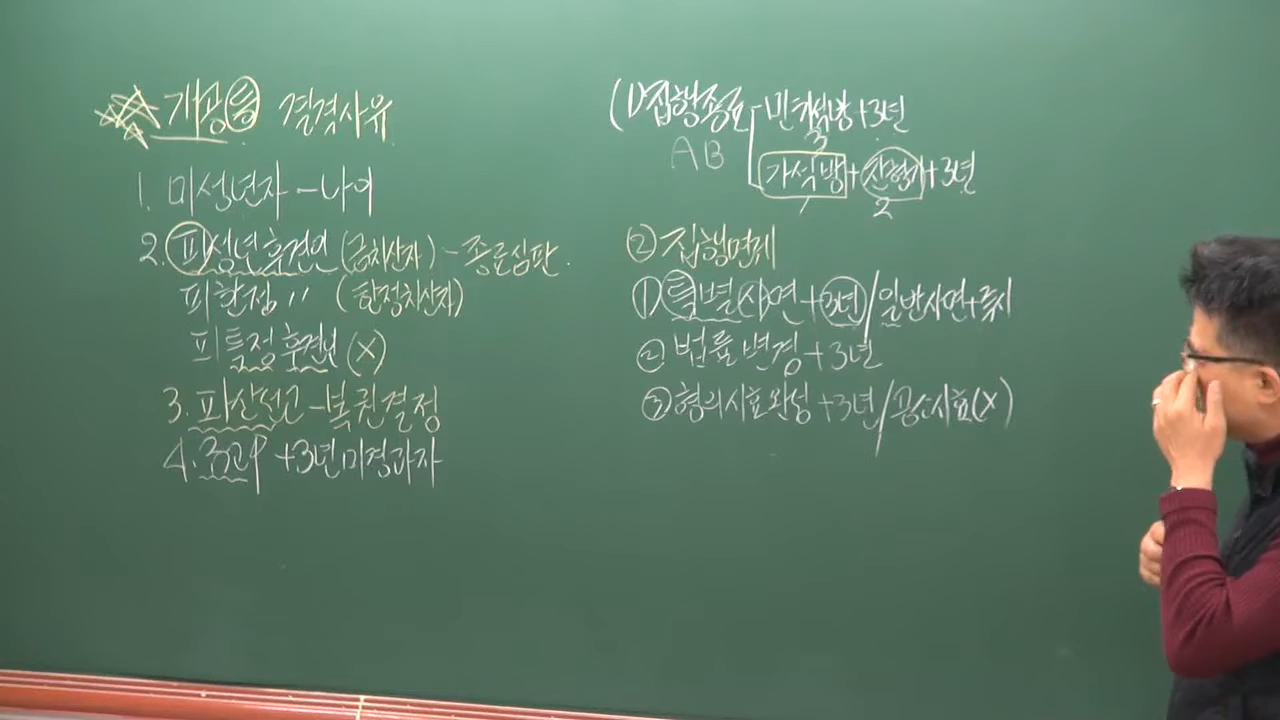 개공등 결격사유
1. 미성년자 - 나이
2. 피성년후견인 (금치산자) - 종료심판.
피한정 〃 (한정치산자)
피특정후견인 (X)
3. 파산선고 - 복권결정
4. +3년 미경과자
(1) 집행종료 - 만기석방 +3년
3
A B
가석방 + 잔형기 +3년
1 2
② 집행면제
① 특별(사)면 +3년 / 일반사면 + 즉시
② 법률변경 +3년
③ 형의시효완성 +3년 / 공소시효(X)